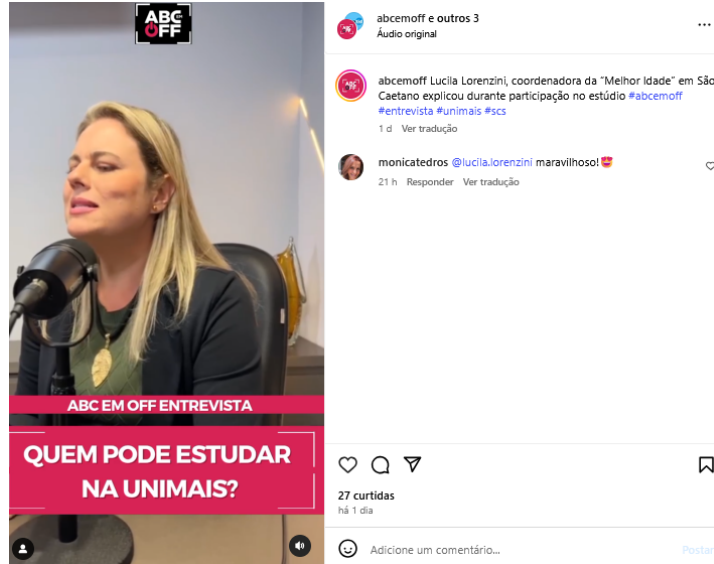 ABC
EM
OFF
ABC EM OFF ENTREVISTA
QUEM PODE ESTUDAR
NA UNIMAIS?
abcemoff e outros 3
Áudio original
abcemoff Lucila Lorenzini, coordenadora da “Melhor Idade” em São
Caetano explicou durante participação no estúdio #abcemoff
#entrevista #unimais #scs
1 d Ver tradução
monicatedros @lucila.lorenzini maravilhoso!😍
21 h Responder Ver tradução
27 curtidas
há 1 dia
Adicione um comentário... Postar